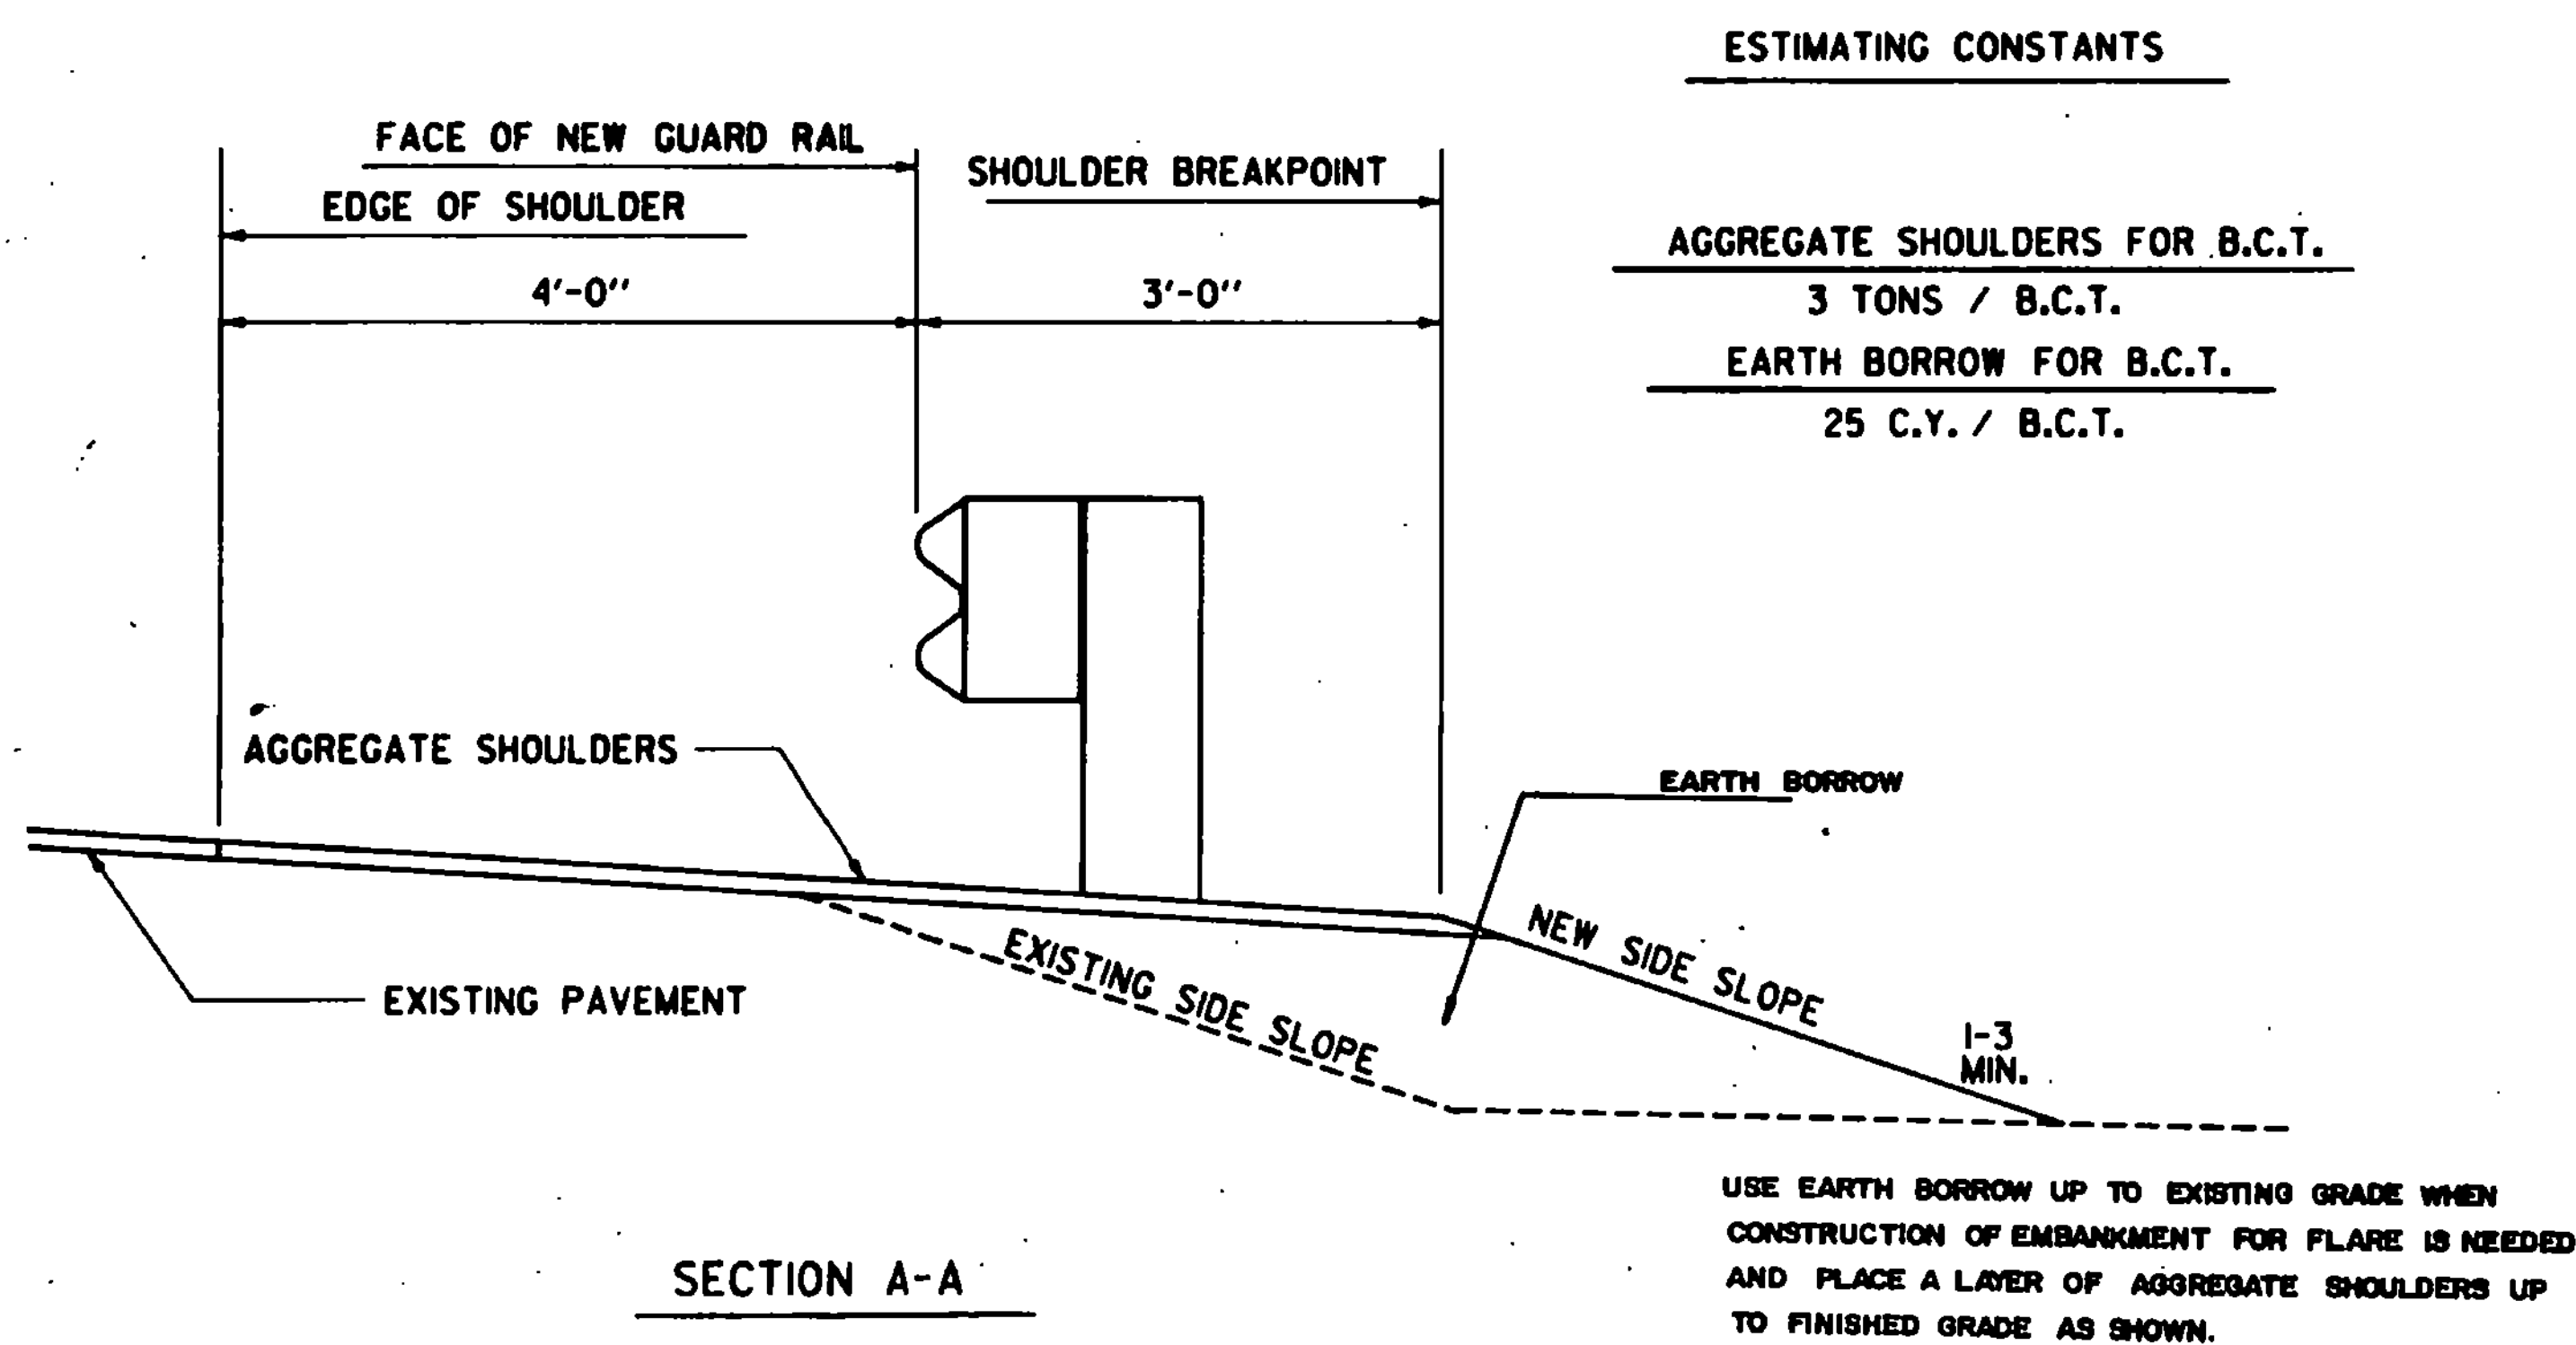 ESTIMATING CONSTANTS
FACE OF NEW GUARD RAIL
SHOULDER BREAKPOINT
EDGE OF SHOULDER
4'-0"
3'-0"
AGGREGATE SHOULDERS FOR B.C.T.
3 TONS / B.C.T.
EARTH BORROW FOR B.C.T.
25 C.Y. / B.C.T.
AGGREGATE SHOULDERS
EARTH BORROW
NEW SIDE SLOPE
EXISTING SIDE SLOPE
EXISTING PAVEMENT
1-3
MIN.
USE EARTH BORROW UP TO EXISTING GRADE WHEN
CONSTRUCTION OF EMBANKMENT FOR FLARE IS NEEDED
AND PLACE A LAYER OF AGGREGATE SHOULDERS UP
TO FINISHED GRADE AS SHOWN.
SECTION A-A